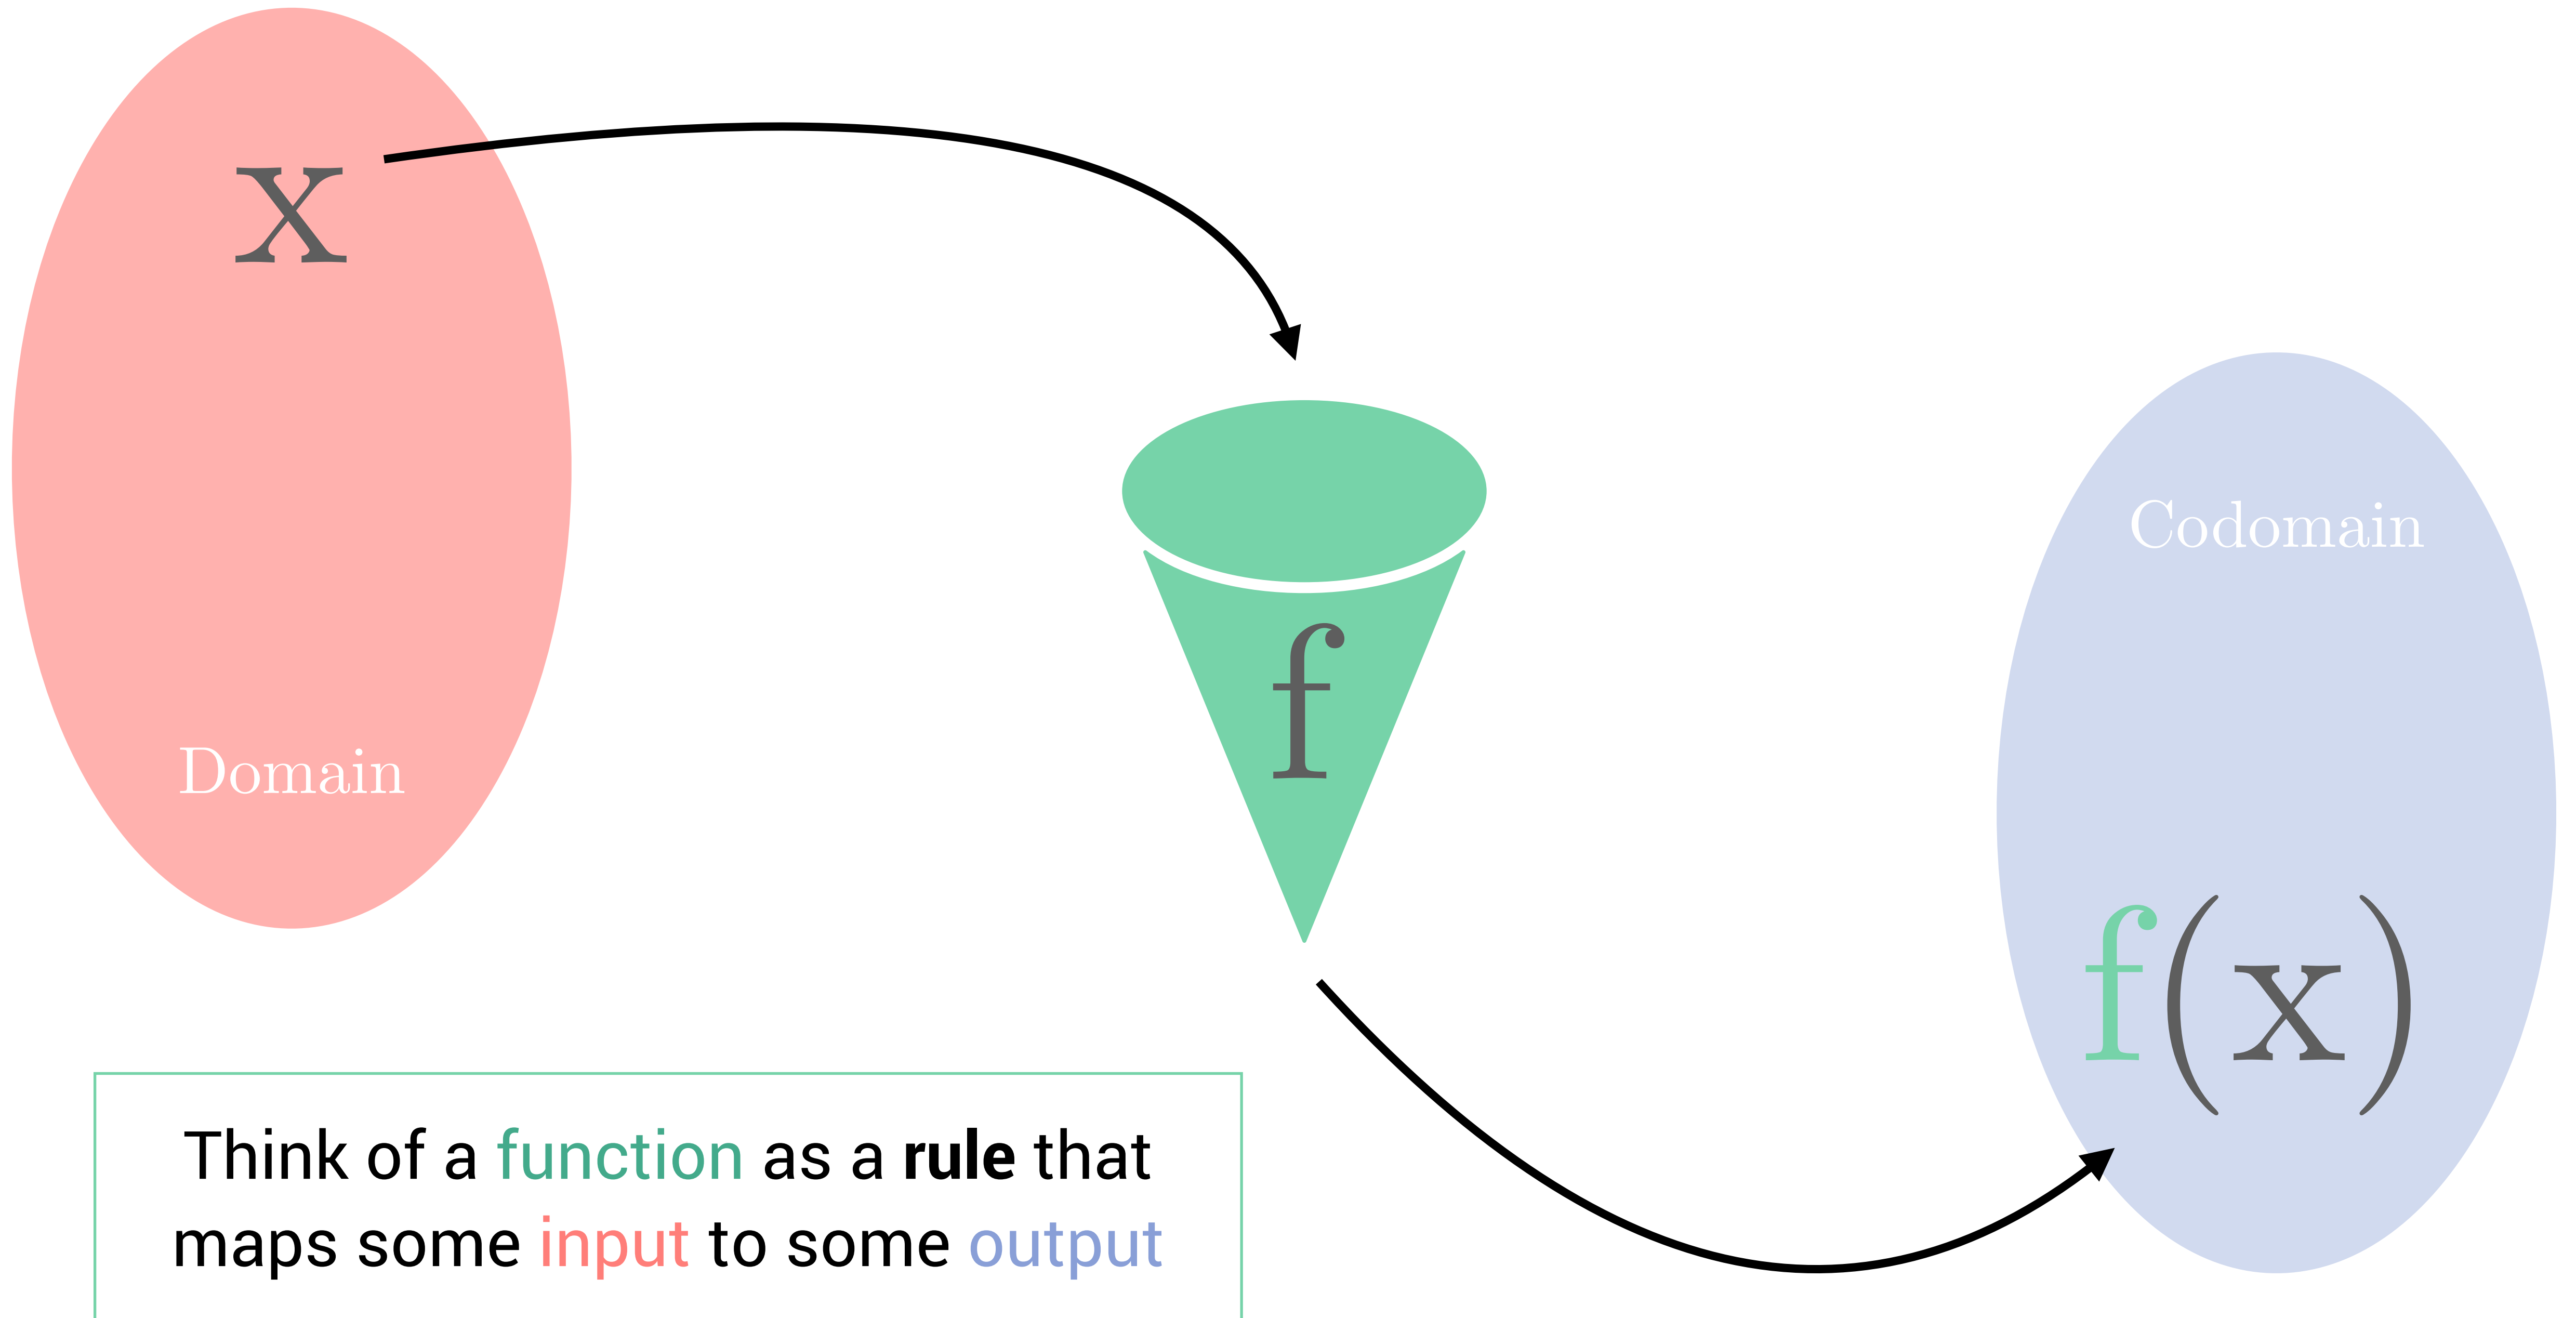 x
Domain
f
Codomain
f(x)
Think of a function as a rule that
maps some input to some output